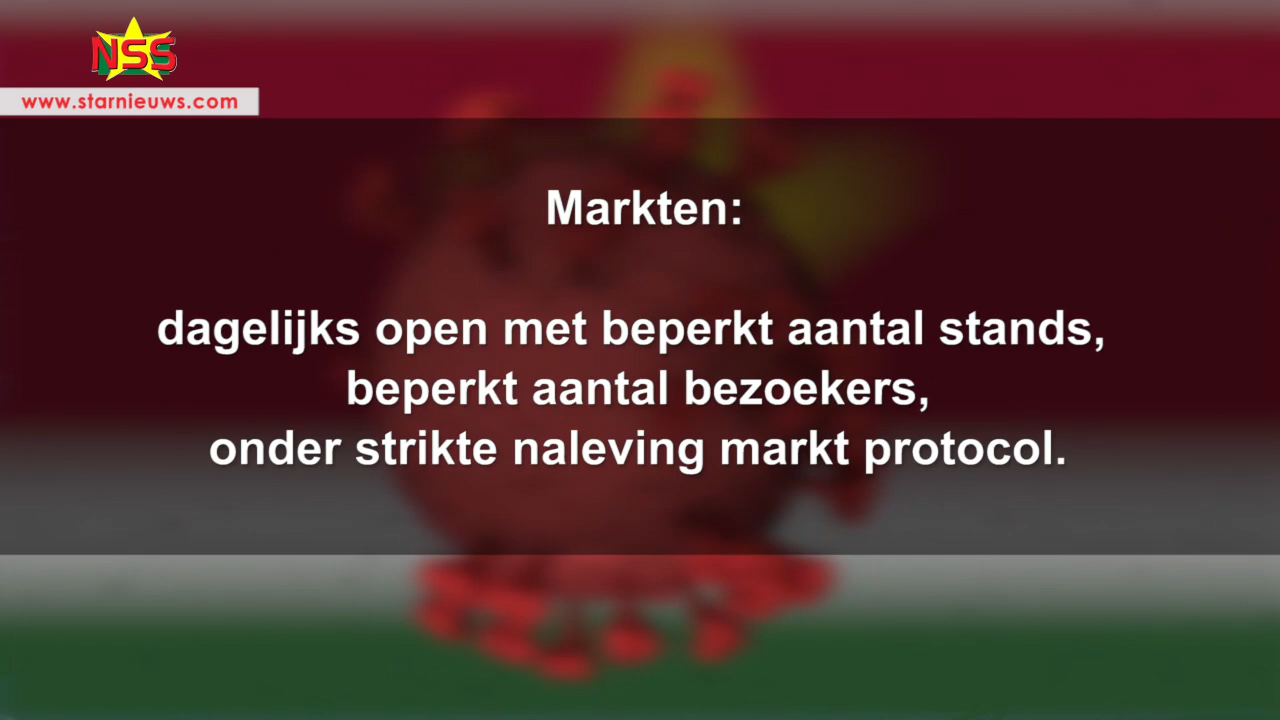 NSS
www.starnieuws.com
Markten:
dagelijks open met beperkt aantal stands,
beperkt aantal bezoekers,
onder strikte naleving markt protocol.